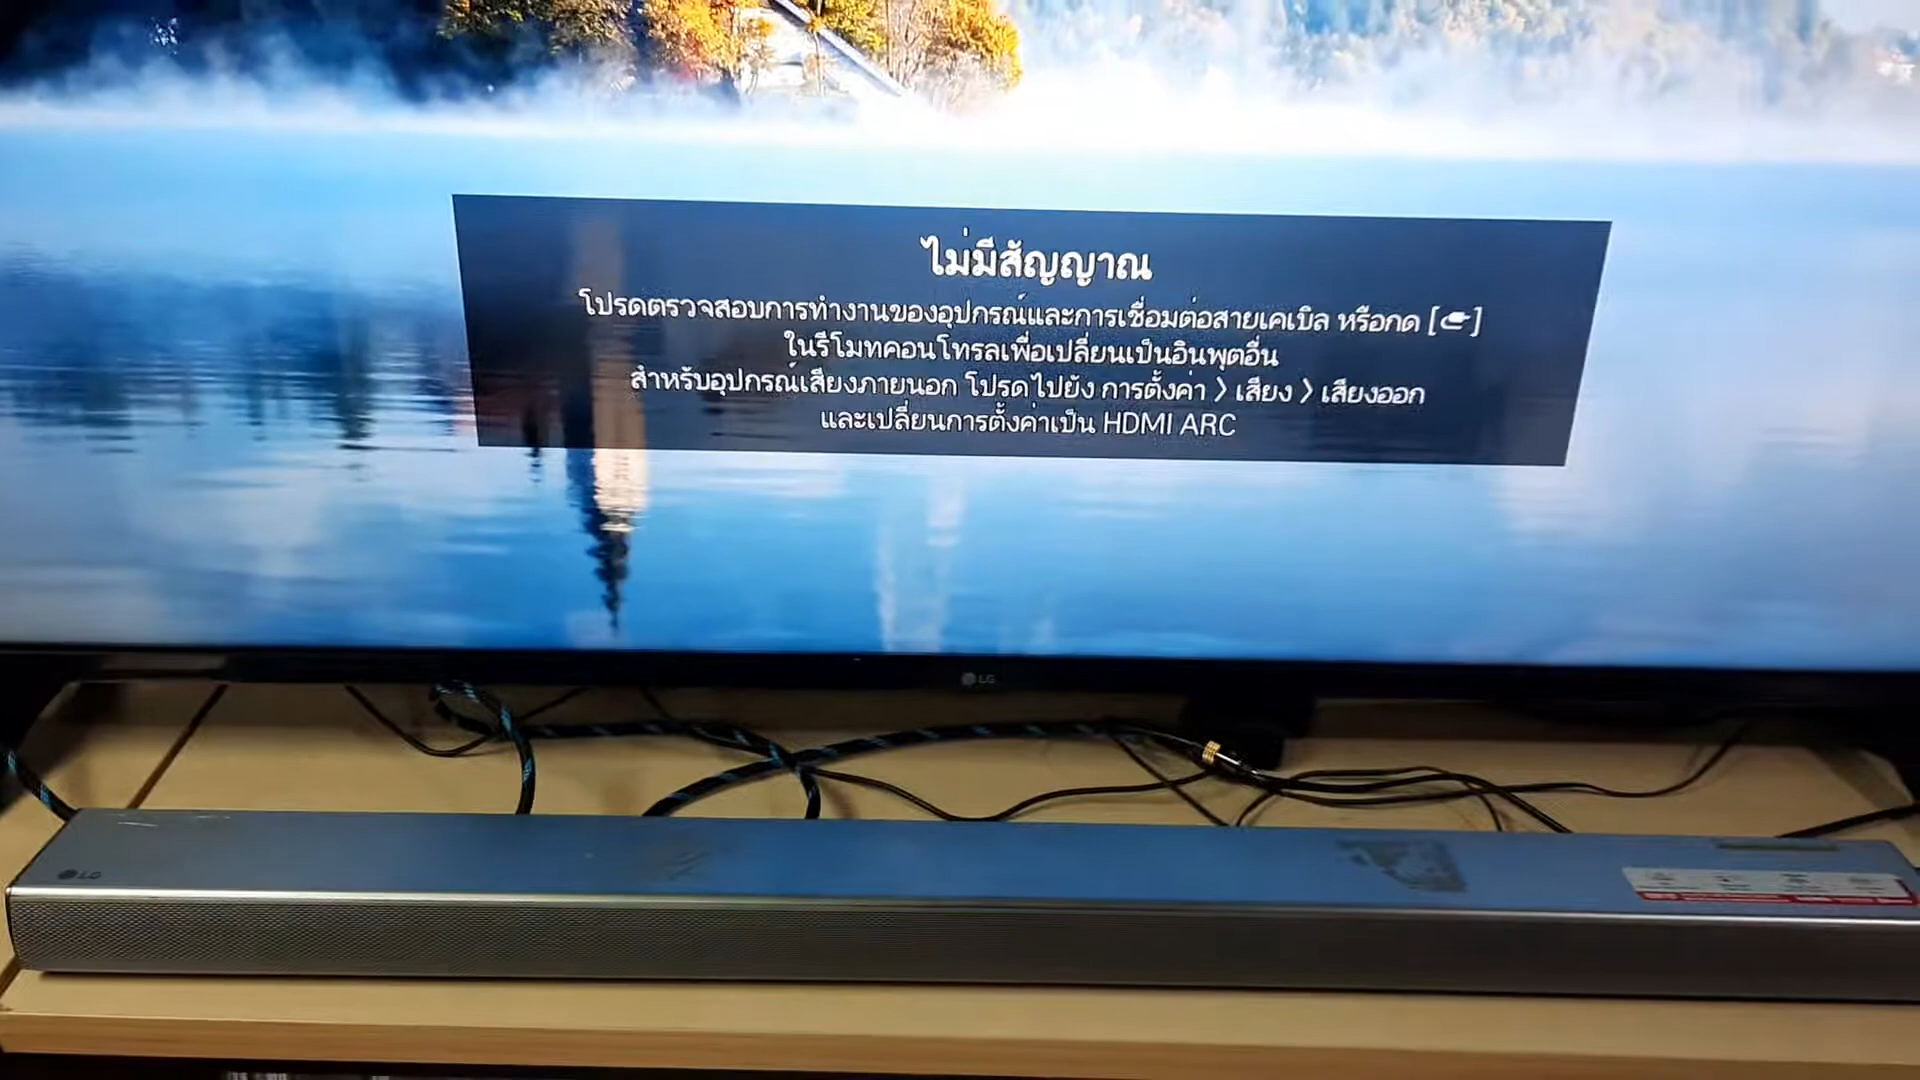 ไม่มีสัญญาณ
โปรดตรวจสอบการทำงานของอุปกรณ์และการเชื่อมต่อสายเคเบิล หรือกด []
ในรีโมทคอนโทรลเพื่อเปลี่ยนเป็นอินพุตอื่น
สำหรับอุปกรณ์เสียงภายนอก โปรดไปยัง การตั้งค่า > เสียง > เสียงออก
และเปลี่ยนการตั้งค่าเป็น HDMI ARC
LG
LG